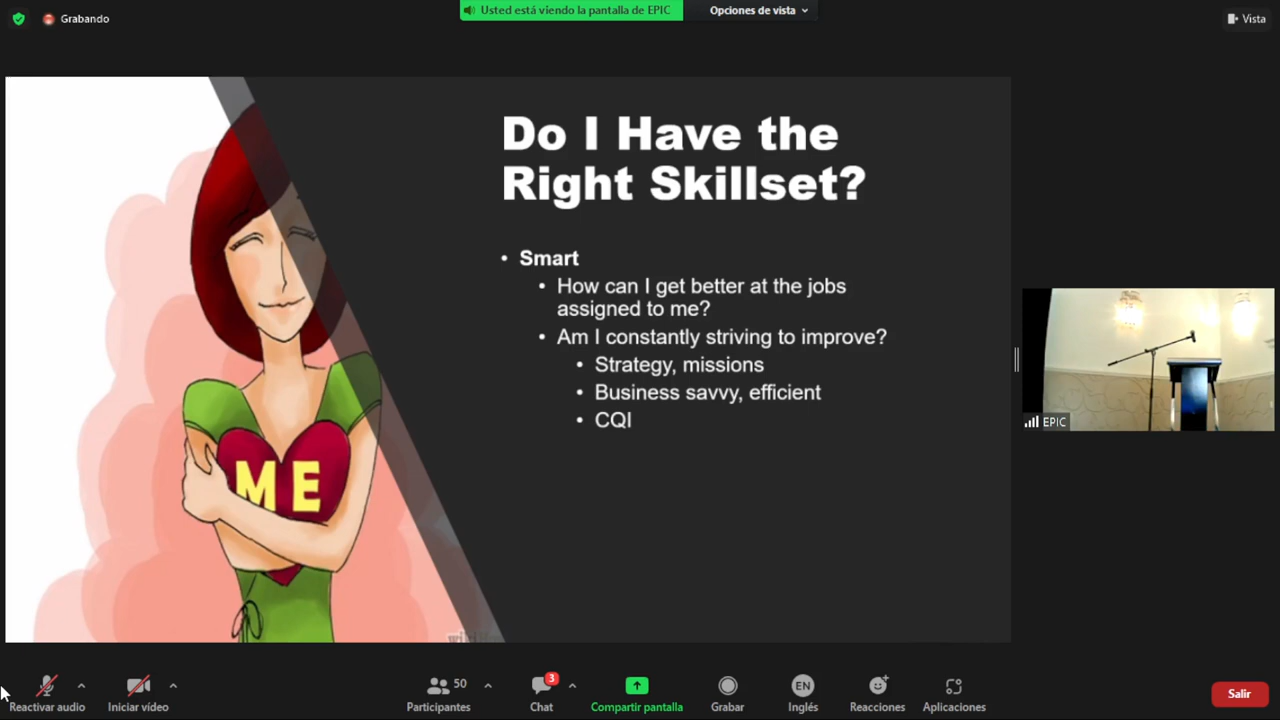 Grabando
Usted está viendo la pantalla de EPIC
Opciones de vista
Vista
Do I Have the
Right Skillset?
• Smart
• How can I get better at the jobs
assigned to me?
• Am I constantly striving to improve?
• Strategy, missions
• Business savvy, efficient
• CQI
ME
EPIC
Reactivar audio
Iniciar vídeo
50
Participantes
3
Chat
Compartir pantalla
Grabar
EN
Inglés
Reacciones
Aplicaciones
Salir